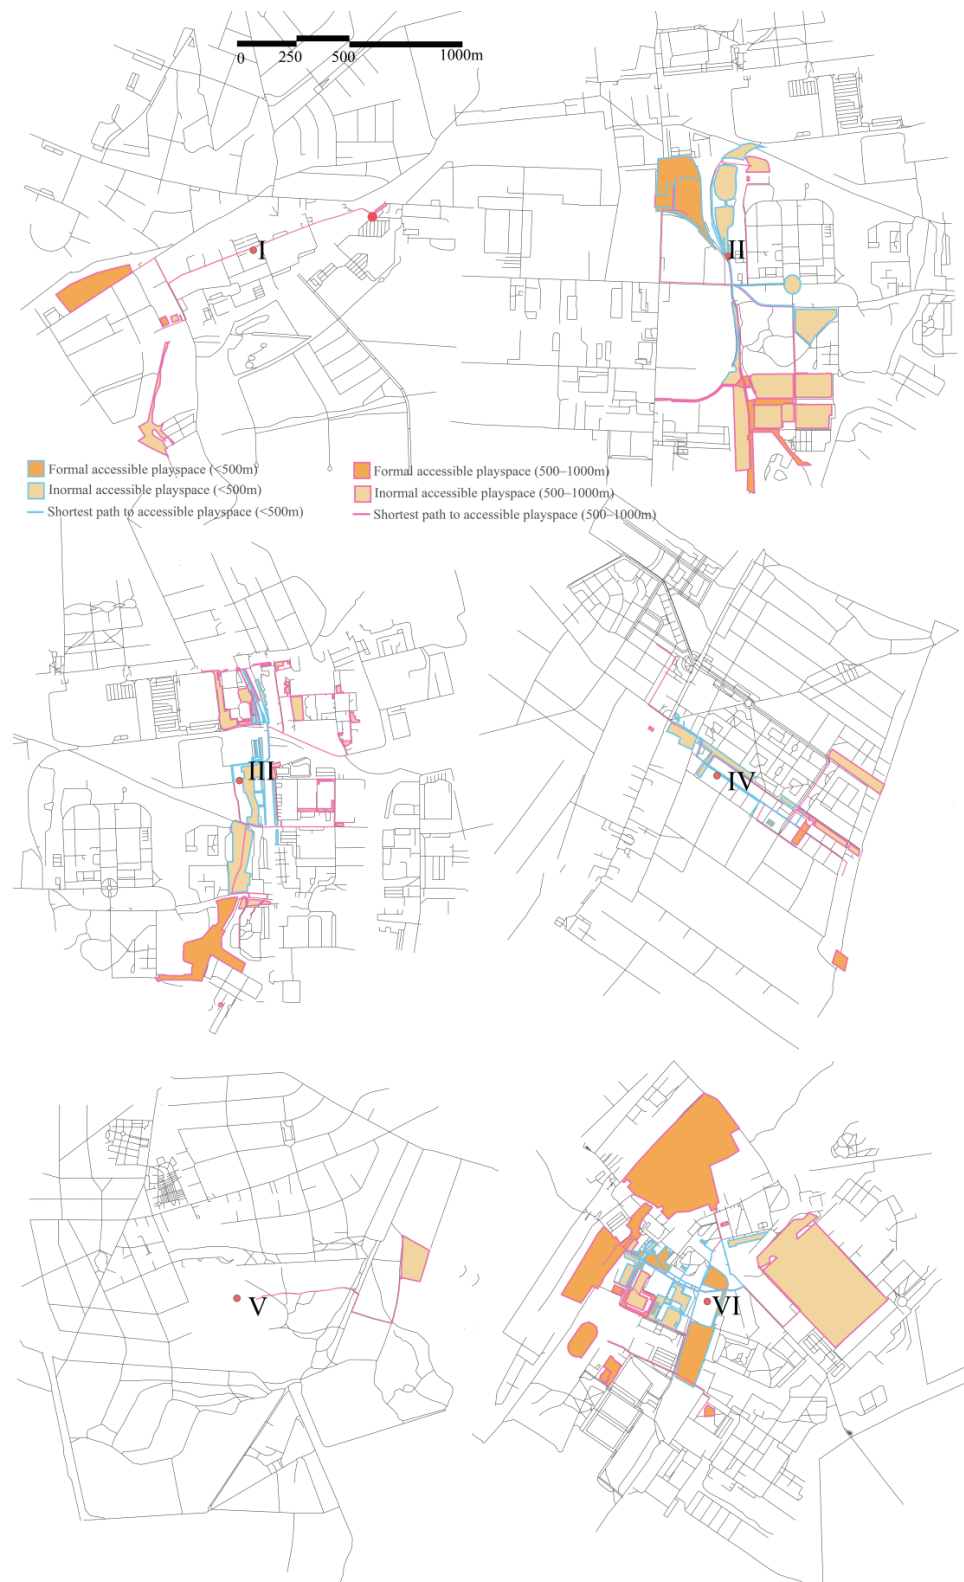 0 250 500 1000m
I
II
Formal accessible playspace (<500m)
Inormal accessible playspace (<500m)
Shortest path to accessible playspace (<500m)
Formal accessible playspace (500–1000m)
Inormal accessible playspace (500–1000m)
Shortest path to accessible playspace (500–1000m)
III
IV
V
VI